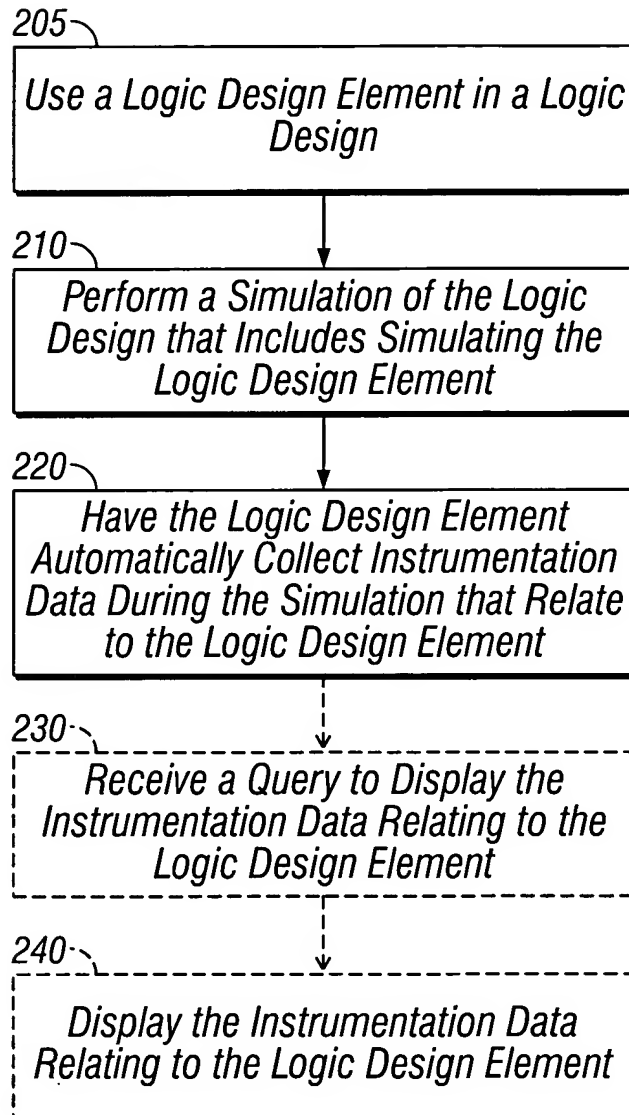 205
Use a Logic Design Element in a Logic
Design
210
Perform a Simulation of the Logic
Design that Includes Simulating the
Logic Design Element
220
Have the Logic Design Element
Automatically Collect Instrumentation
Data During the Simulation that Relate
to the Logic Design Element
230
Receive a Query to Display the
Instrumentation Data Relating to the
Logic Design Element
240
Display the Instrumentation Data
Relating to the Logic Design Element